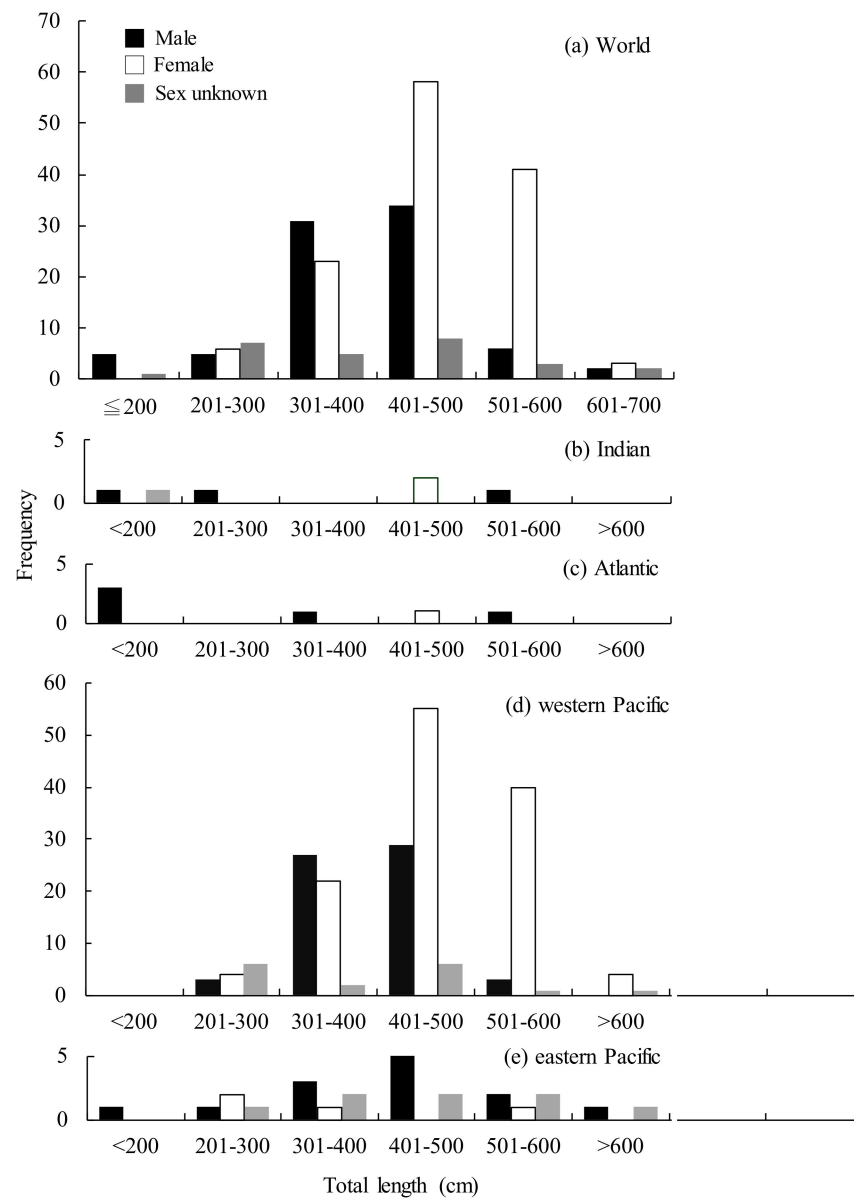 70
60
50
40
30
20
10
0
Male
Female
Sex unknown
(a) World
≦200 201-300 301-400 401-500 501-600 601-700
5
0
(b) Indian
<200 201-300 301-400 401-500 501-600 >600
Frequency
5
0
(c) Atlantic
<200 201-300 301-400 401-500 501-600 >600
60
50
40
30
20
10
0
(d) western Pacific
<200 201-300 301-400 401-500 501-600 >600
5
0
(e) eastern Pacific
<200 201-300 301-400 401-500 501-600 >600
Total length (cm)